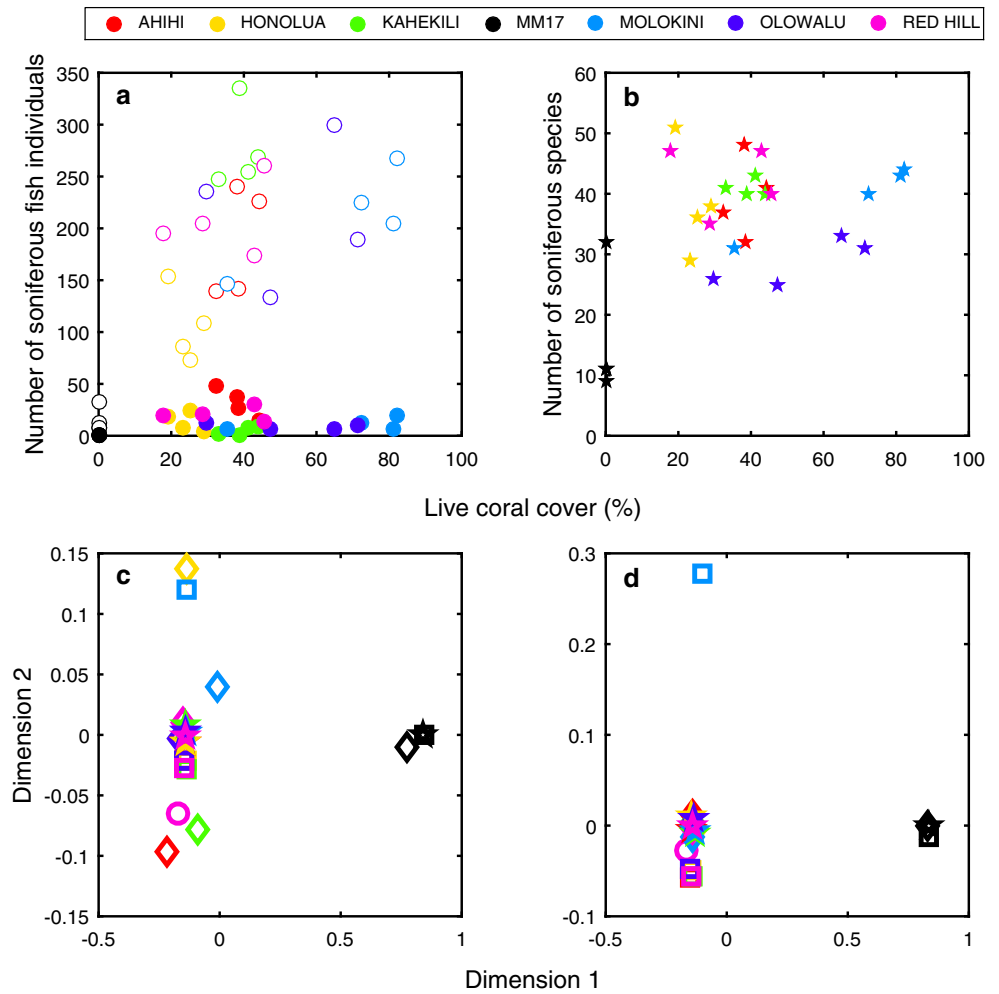 AHIHI HONOLUA KAHEKILI MM17 MOLOKINI OLOWALU RED HILL
a
Number of soniferous fish individuals
350
300
250
200
150
100
50
0
0 20 40 60 80 100
b
Number of soniferous species
60
50
40
30
20
10
0
0 20 40 60 80 100
Live coral cover (%)
c
Dimension 2
0.15
0.1
0.05
0
-0.05
-0.1
-0.15
-0.5 0 0.5 1
d
0.3
0.2
0.1
0
-0.1
-0.5 0 0.5 1
Dimension 1